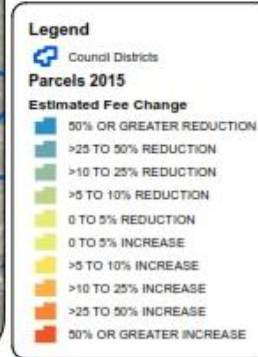 Legend
Council Districts
Parcels 2015
Estimated Fee Change
50% OR GREATER REDUCTION
>25 TO 50% REDUCTION
>10 TO 25% REDUCTION
>5 TO 10% REDUCTION
0 TO 5% REDUCTION
0 TO 5% INCREASE
>5 TO 10% INCREASE
>10 TO 25% INCREASE
>25 TO 50% INCREASE
50% OR GREATER INCREASE